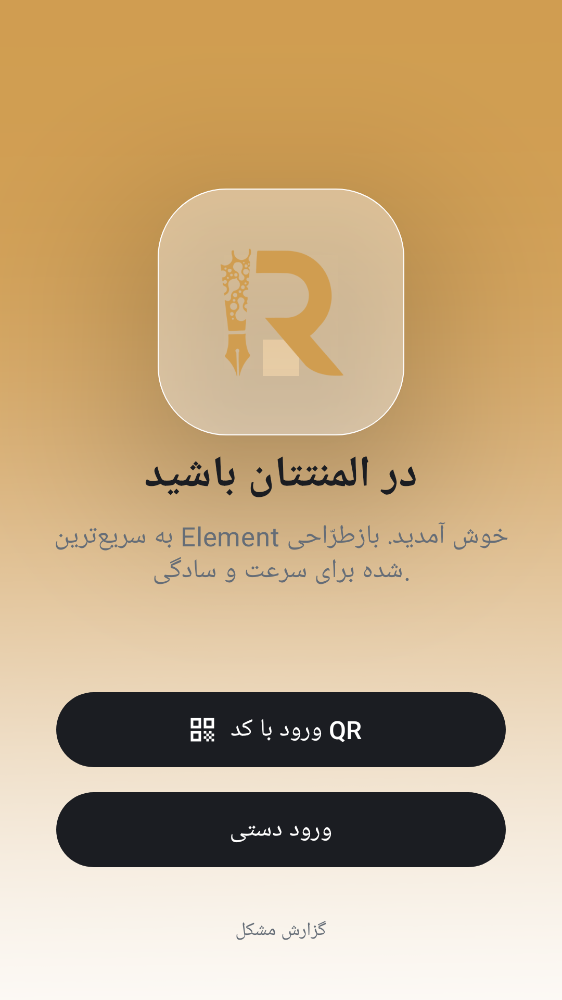 R
در المنتتان باشید
خوش آمدید. بازطرّاحی Element به سریع‌ترین
شده برای سرعت و سادگی.
ورود با کد QR
ورود دستی
گزارش مشکل